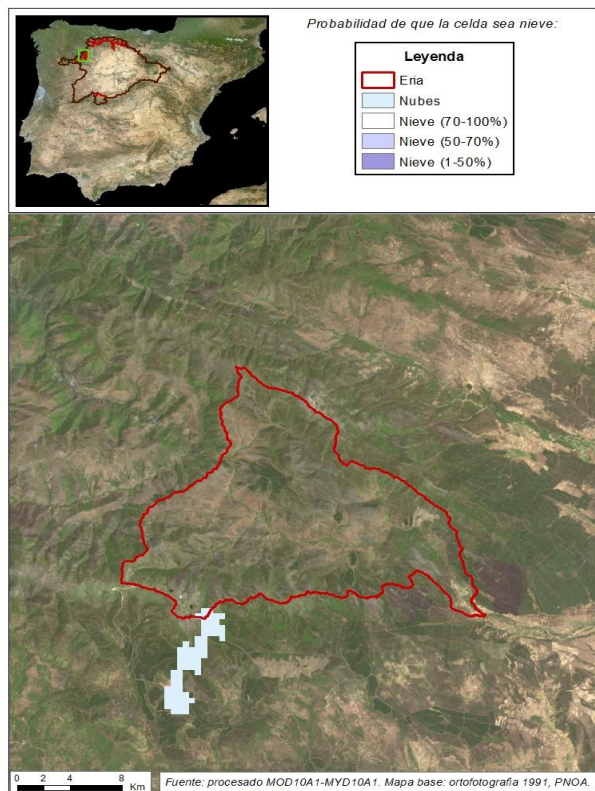 Probabilidad de que la celda sea nieve:
Leyenda
Eria
Nubes
Nieve (70-100%)
Nieve (50-70%)
Nieve (1-50%)
0 2 4 8
Km
Fuente: procesado MOD10A1-MYD10A1. Mapa base: ortofotografía 1991, PNOA.